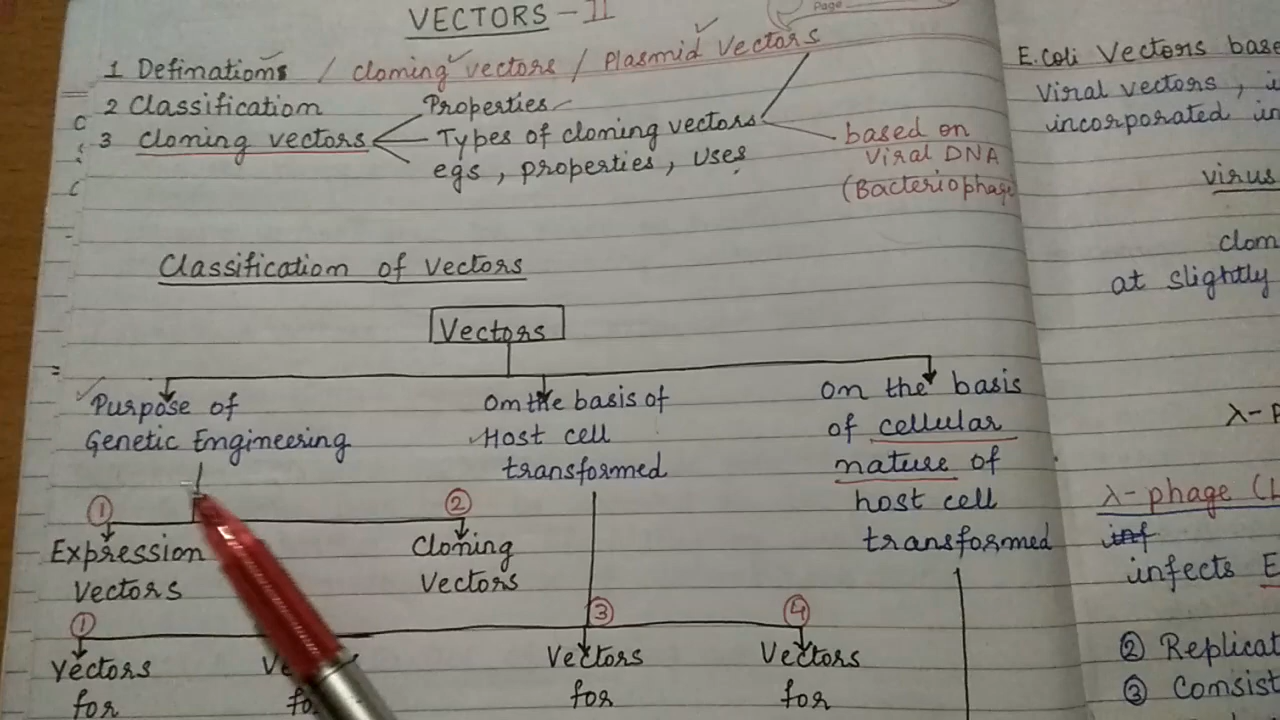 VECTORS - II
Page
1 Definations / cloning vectors / Plasmid Vectors
2 Classification
3 Cloning vectors
Properties
Types of cloning vectors
egs, properties, Uses
based on
Viral DNA
(Bacteriophage
Classification of Vectors
Vectors
Purpose of
Genetic Engineering
On the basis of
Host cell
transformed
On the basis
of cellular
nature of
host cell
transformed
① Expression
Vectors
② Cloning
Vectors
① Vectors
for
③ Vectors
for
④ Vectors
for
E.coli Vectors base
Viral vectors,
incorporated
virus
at slightly
λ-phage
infects E
② Replicat
③ Consist